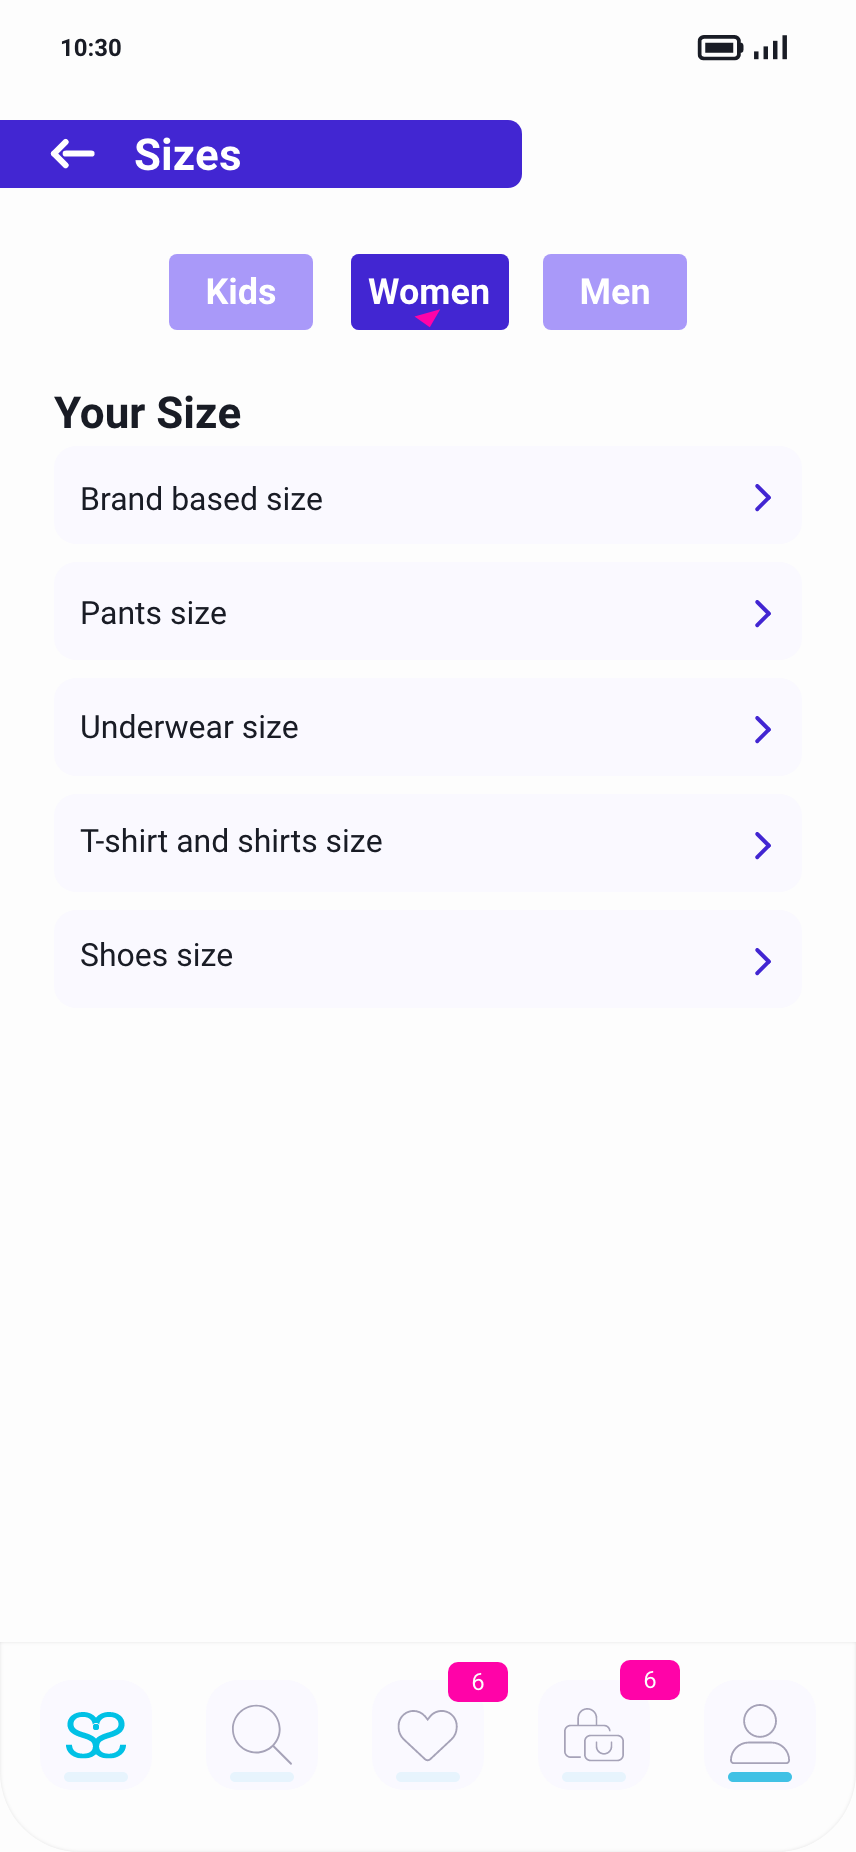 10:30
Sizes
Kids
Women
Men
Your Size
Brand based size
Pants size
Underwear size
T-shirt and shirts size
Shoes size
6
6